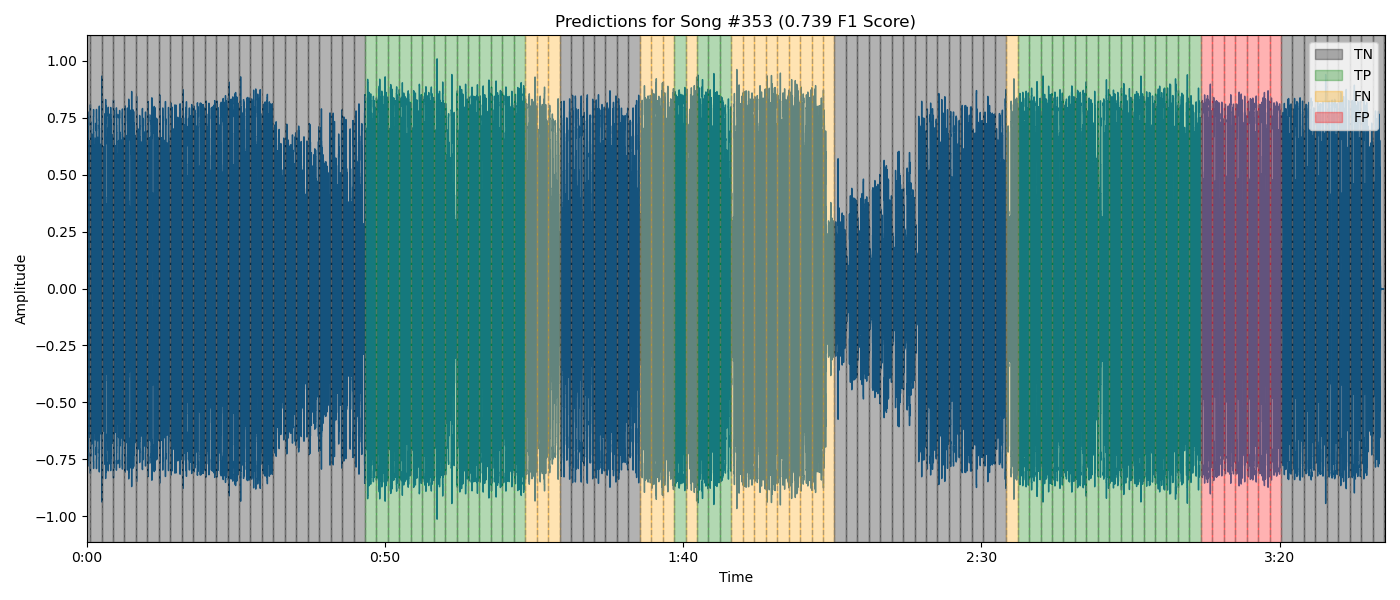 Predictions for Song #353 (0.739 F1 Score)
1.00
0.75
0.50
0.25
0.00
−0.25
−0.50
−0.75
−1.00
Amplitude
TN
TP
FN
FP
0:00
0:50
1:40
2:30
3:20
Time